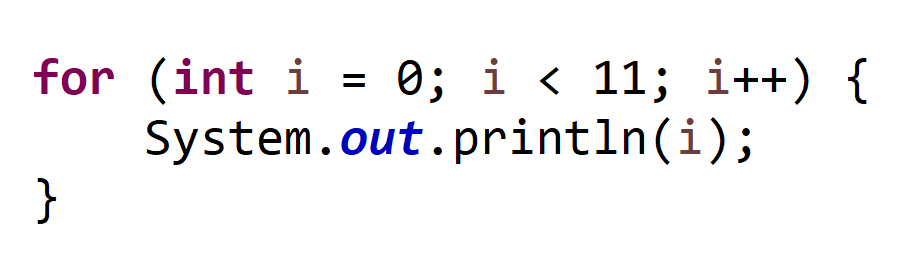 for (int i = 0; i < 11; i++) {
    System.out.println(i);
}